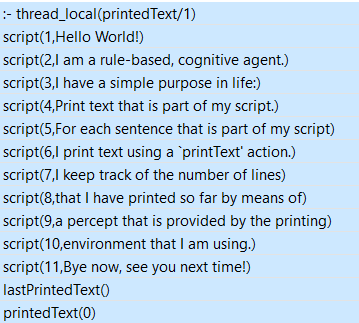 :- thread_local(printedText/1)
script(1,Hello World!)
script(2,I am a rule-based, cognitive agent.)
script(3,I have a simple purpose in life:)
script(4,Print text that is part of my script.)
script(5,For each sentence that is part of my script)
script(6,I print text using a `printText' action.)
script(7,I keep track of the number of lines)
script(8,that I have printed so far by means of)
script(9,a percept that is provided by the printing)
script(10,environment that I am using.)
script(11,Bye now, see you next time!)
lastPrintedText()
printedText(0)